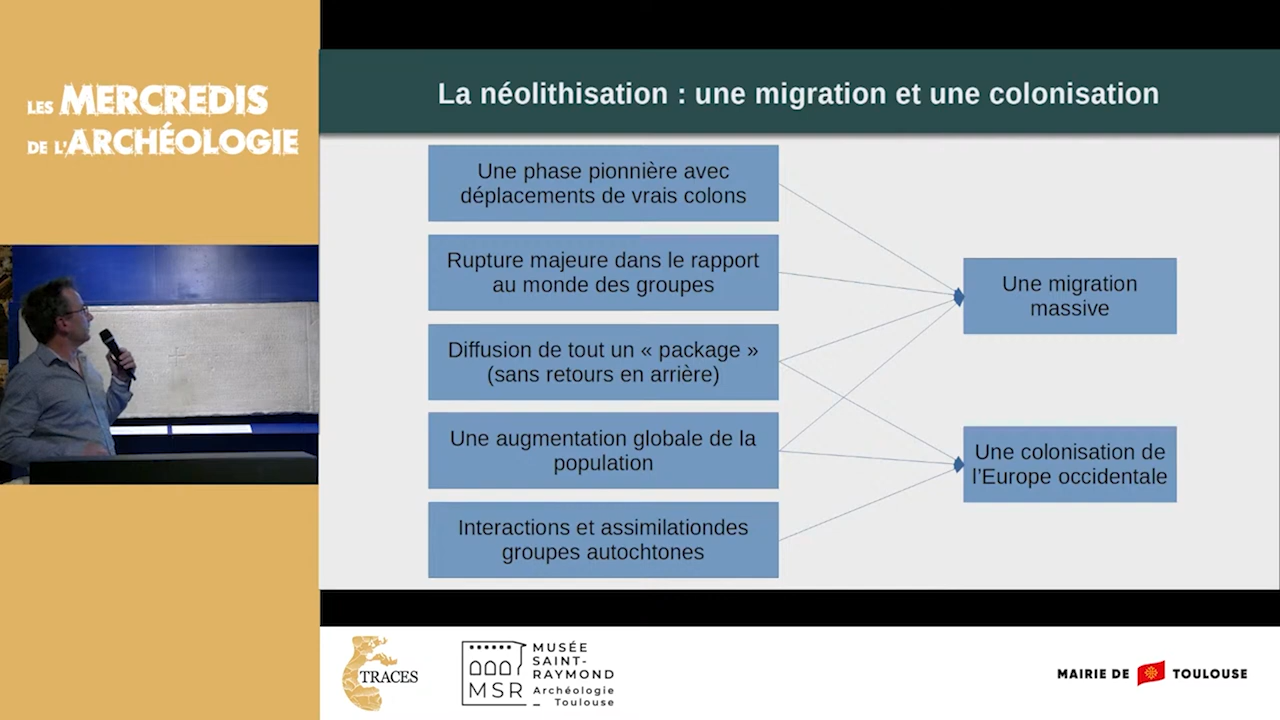 LES MERCREDIS
DE L'ARCHÉOLOGIE
La néolithisation : une migration et une colonisation
Une phase pionnière avec
déplacements de vrais colons
Rupture majeure dans le rapport
au monde des groupes
Diffusion de tout un « package »
(sans retours en arrière)
Une augmentation globale de la
population
Interactions et assimilationdes
groupes autochtones
Une migration
massive
Une colonisation de
l'Europe occidentale
TRACES
MSR
MUSÉE
SAINT-
RAYMOND
Archéologie
Toulouse
MAIRIE DE TOULOUSE